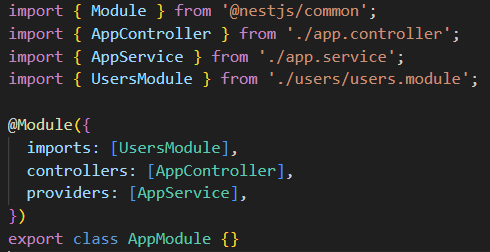 import { Module } from '@nestjs/common';
import { AppController } from './app.controller';
import { AppService } from './app.service';
import { UsersModule } from './users/users.module';

@Module({
  imports: [UsersModule],
  controllers: [AppController],
  providers: [AppService],
})
export class AppModule {}